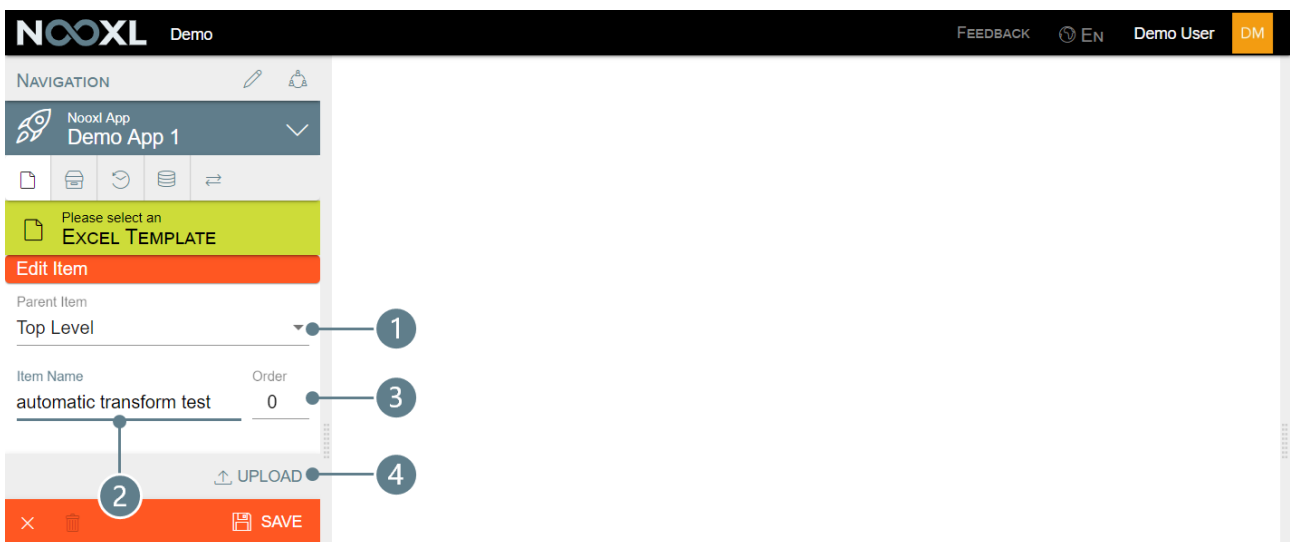 NOOXL Demo FEEDBACK EN Demo User DM
NAVIGATION
Nooxl App
Demo App 1
Please select an
EXCEL TEMPLATE
Edit Item
Parent Item
Top Level
1
Item Name Order
automatic transform test 0
3
UPLOAD
4
2
SAVE